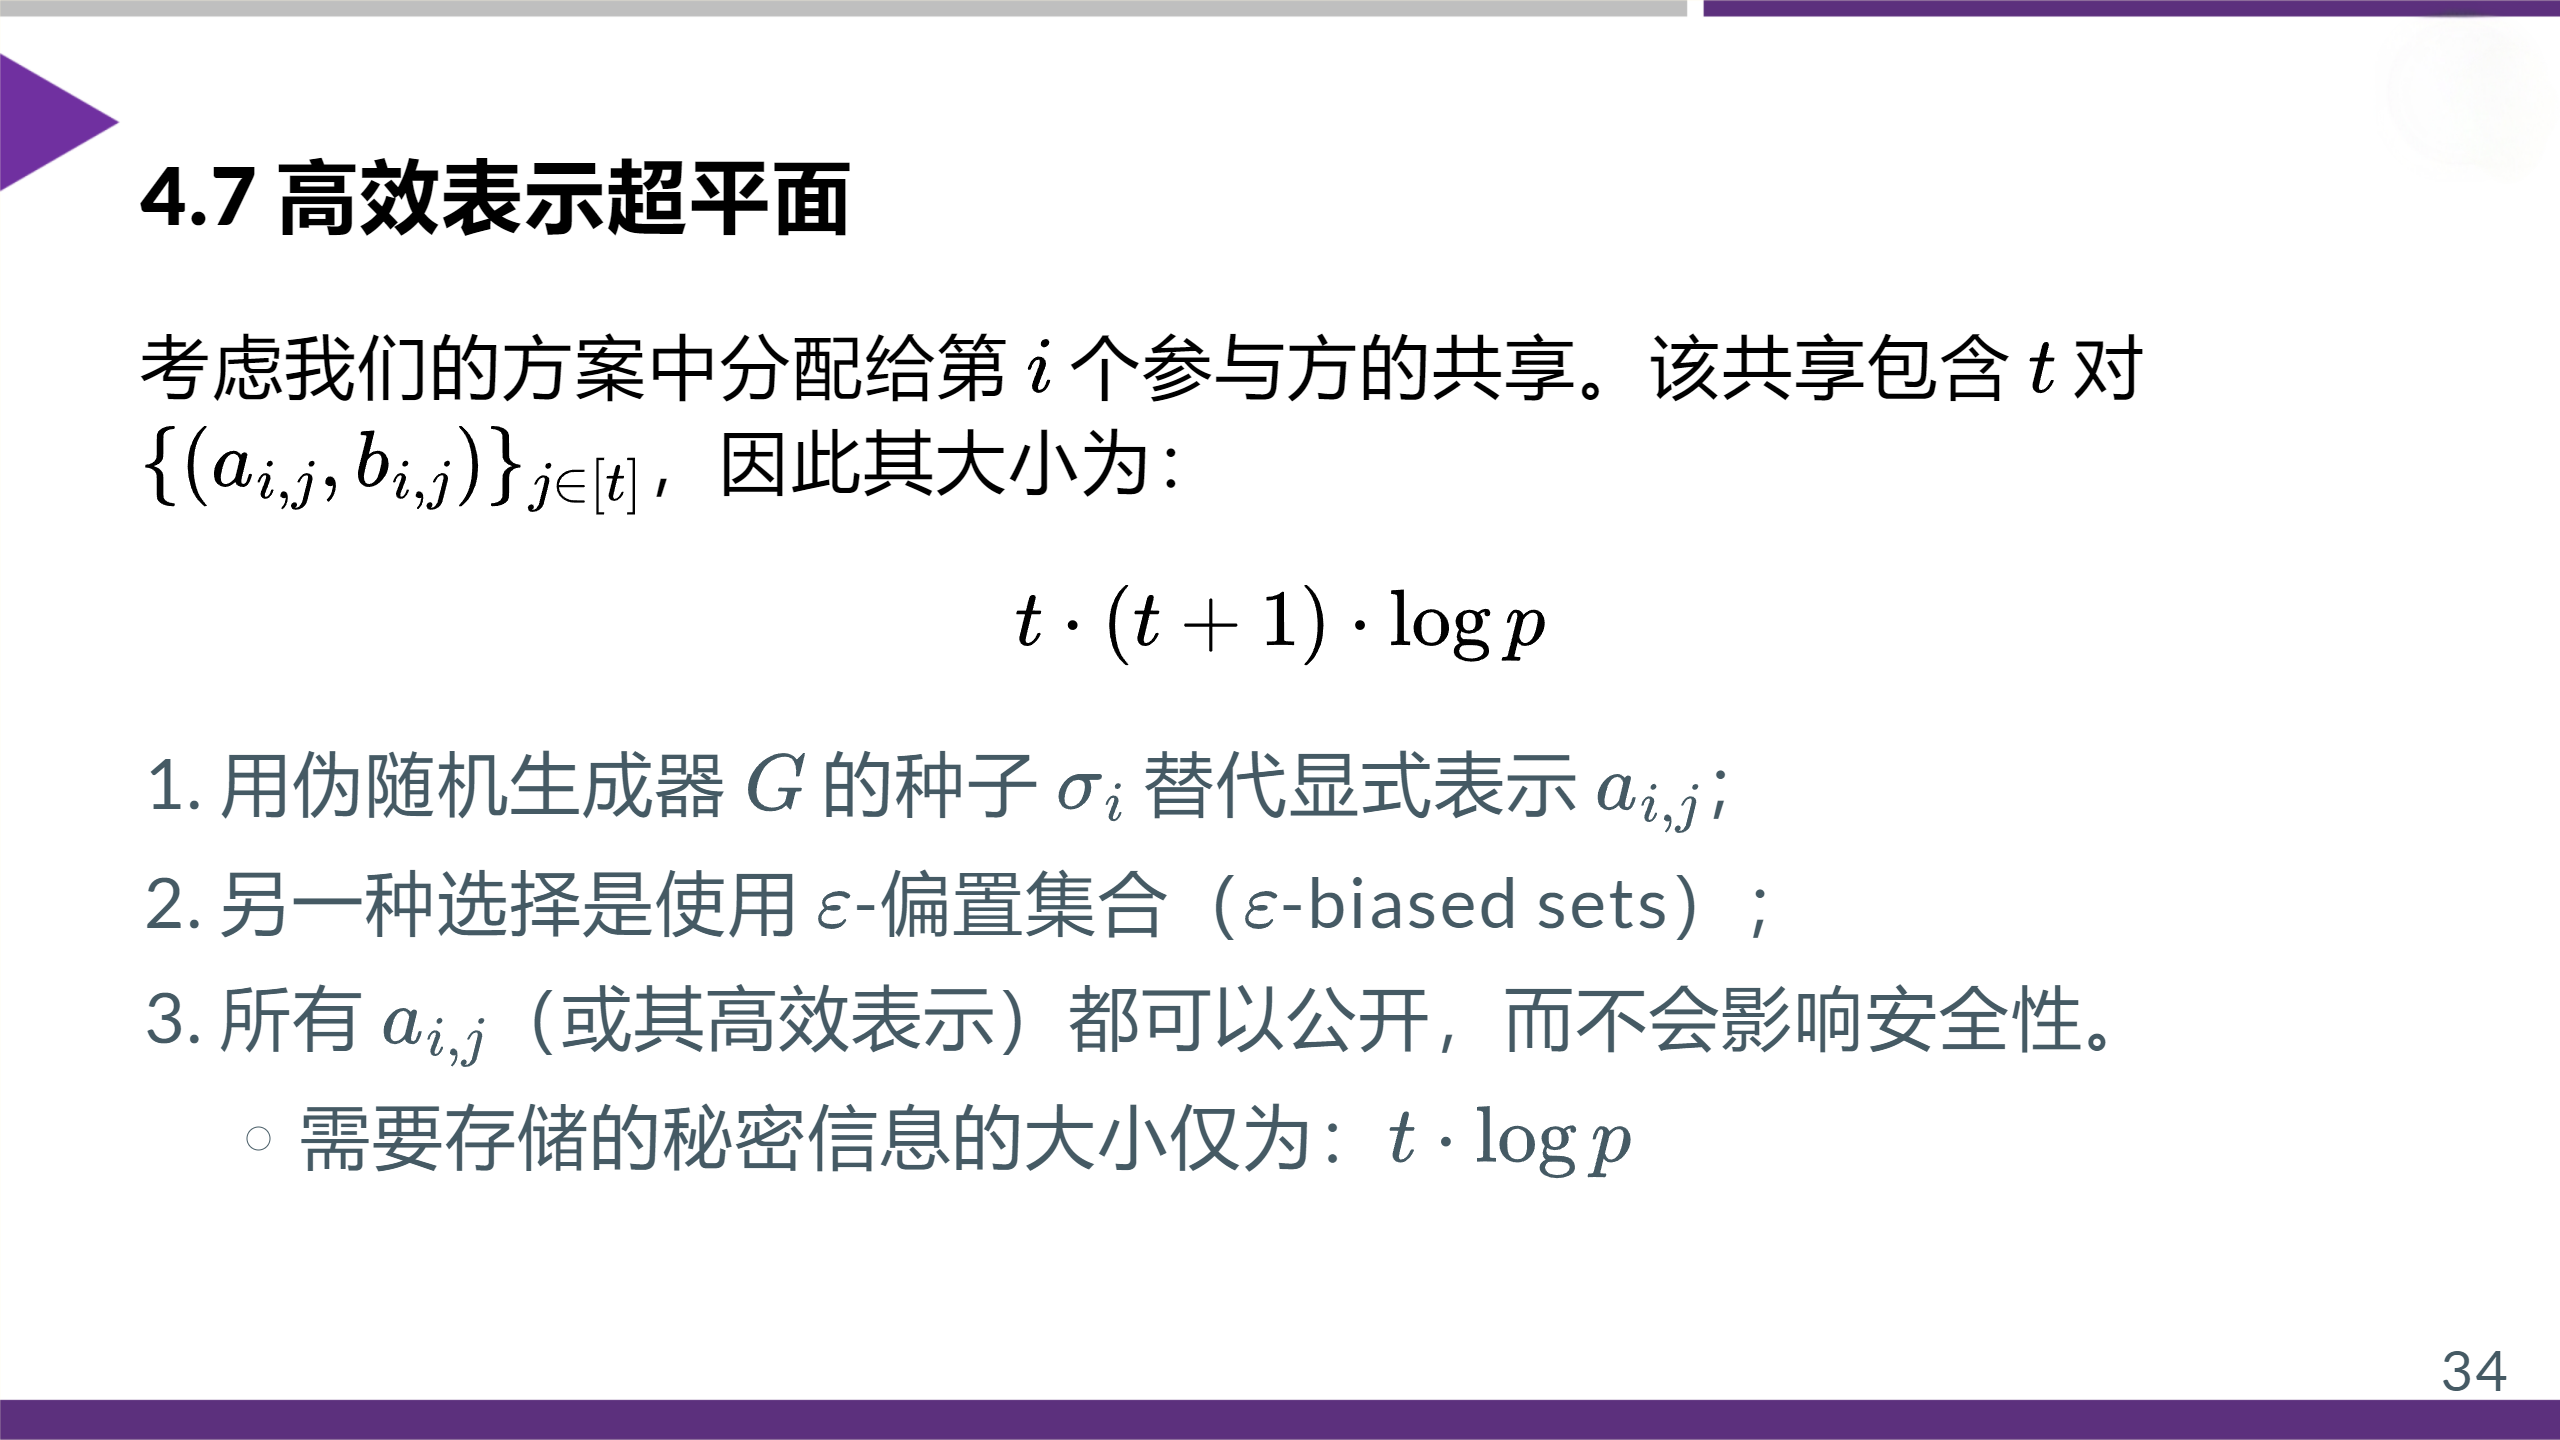 4.7 高效表示超平面
考虑我们的方案中分配给第 i 个参与方的共享。该共享包含 t 对
{(a_{i,j}, b_{i,j})}_{j∈[t]}，因此其大小为：
t · (t + 1) · log p
1. 用伪随机生成器 G 的种子 σ_i 替代显式表示 a_{i,j}；
2. 另一种选择是使用 ε-偏置集合（ε-biased sets）；
3. 所有 a_{i,j}（或其高效表示）都可以公开，而不会影响安全性。
○ 需要存储的秘密信息的大小仅为：t · log p
34